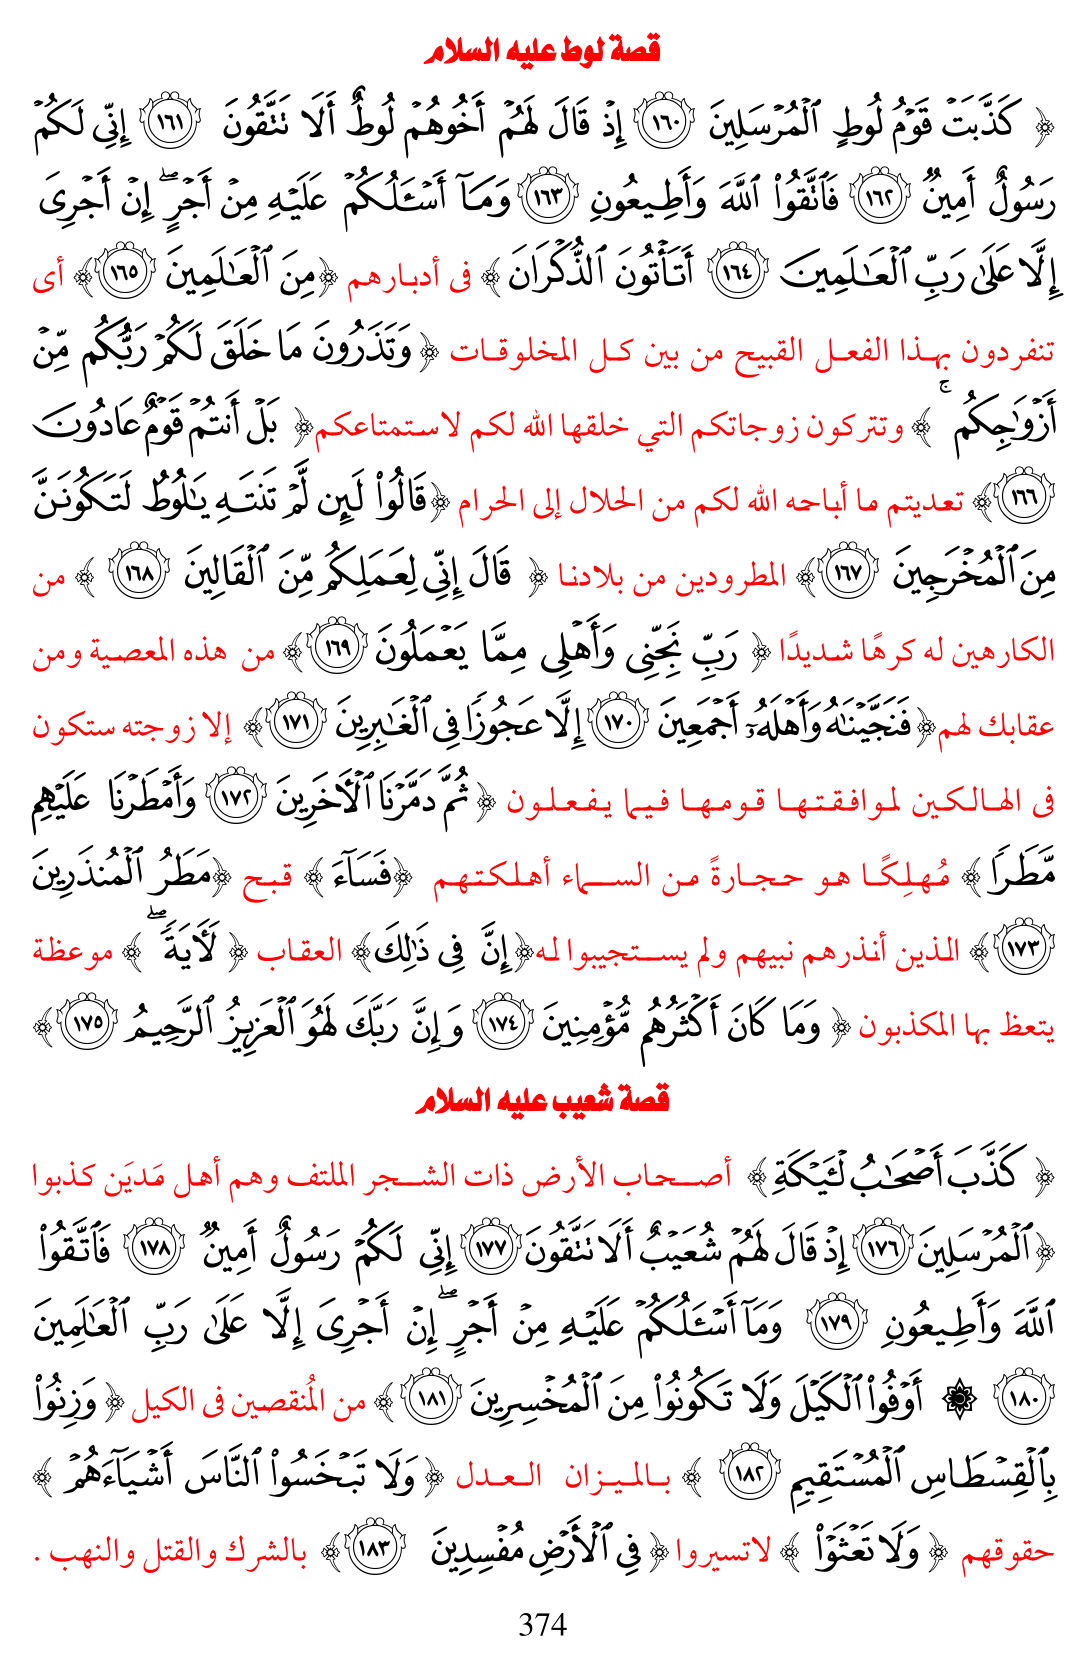 قصة لوط عليه السلام
﴿ كَذَّبَتۡ قَوۡمُ لُوطٍ ٱلۡمُرۡسَلِينَ ١٦٠ إِذۡ قَالَ لَهُمۡ أَخُوهُمۡ لُوطٌ أَلَا تَتَّقُونَ ١٦١ إِنِّي لَكُمۡ
رَسُولٌ أَمِينٌ ١٦٢ فَٱتَّقُوا۟ ٱللَّهَ وَأَطِيعُونِ ١٦٣ وَمَآ أَسۡـَٔلُكُمۡ عَلَيۡهِ مِنۡ أَجۡرٍۖ إِنۡ أَجۡرِىَ
إِلَّا عَلَىٰ رَبِّ ٱلۡعَـٰلَمِينَ ١٦٤ أَتَأۡتُونَ ٱلذُّكۡرَانَ ﴾ فى أدبارهم ﴿مِنَ ٱلۡعَـٰلَمِينَ ١٦٥﴾ أى
تنفردون بهذا الفعل القبيح من بين كل المخلوقات ﴿ وَتَذَرُونَ مَا خَلَقَ لَكُمۡ رَبُّكُم مِّنۡ
أَزۡوَٰجِكُمۚ ﴾ وتتركون زوجاتكم التي خلقها الله لكم لاستمتاعكم﴿ بَلۡ أَنتُمۡ قَوۡمٌ عَادُونَ
١٦٦﴾ تعديتم ما أباحه الله لكم من الحلال إلى الحرام ﴿قَالُوا۟ لَئِن لَّمۡ تَنتَهِ يَـٰلُوطُ لَتَكُونَنَّ
مِنَ ٱلۡمُخۡرَجِينَ ١٦٧﴾ المطرودين من بلادنا ﴿ قَالَ إِنِّي لِعَمَلِكُم مِّنَ ٱلۡقَالِينَ ١٦٨ ﴾ من
الكارهين له كرهًا شديدًا ﴿ رَبِّ نَجِّنِي وَأَهۡلِى مِمَّا يَعۡمَلُونَ ١٦٩﴾ من هذه المعصية ومن
عقابك لهم﴿فَنَجَّيۡنَـٰهُ وَأَهۡلَهُۥٓ أَجۡمَعِينَ ١٧٠ إِلَّا عَجُوزًا فِى ٱلۡغَـٰبِرِينَ ١٧١﴾ إلا زوجته ستكون
فى الهالكين لموافقتها قومها فيما يفعلون ﴿ ثُمَّ دَمَّرۡنَا ٱلۡأَخَرِينَ ١٧٢ وَأَمۡطَرۡنَا عَلَيۡهِم
مَّطَرًا ﴾ مُهلِكًا هو حجارةً من السماء أهلكتهم ﴿فَسَآءَ ﴾ قبح ﴿مَطَرُ ٱلۡمُنذَرِينَ
١٧٣﴾ الذين أنذرهم نبيهم ولم يستجيبوا له﴿إِنَّ فِى ذَٰلِكَ﴾ العقاب ﴿ لَأٓيَةًۖ ﴾ موعظة
يتعظ بها المكذبون ﴿ وَمَا كَانَ أَكۡثَرُهُم مُّؤۡمِنِينَ ١٧٤ وَإِنَّ رَبَّكَ لَهُوَ ٱلۡعَزِيزُ ٱلرَّحِيمُ ١٧٥﴾
قصة شعيب عليه السلام
﴿ كَذَّبَ أَصۡحَـٰبُ لۡـَٔيۡكَةِ ﴾ أصحاب الأرض ذات الشجر الملتف وهم أهل مَديَن كذبوا
﴿ٱلۡمُرۡسَلِينَ ١٧٦ إِذۡ قَالَ لَهُمۡ شُعَيۡبٌ أَلَا تَتَّقُونَ ١٧٧ إِنِّي لَكُمۡ رَسُولٌ أَمِينٌ ١٧٨ فَٱتَّقُوا۟
ٱللَّهَ وَأَطِيعُونِ ١٧٩ وَمَآ أَسۡـَٔلُكُمۡ عَلَيۡهِ مِنۡ أَجۡرٍۖ إِنۡ أَجۡرِىَ إِلَّا عَلَىٰ رَبِّ ٱلۡعَـٰلَمِينَ
١٨٠ ۞ أَوۡفُوا۟ ٱلۡكَيۡلَ وَلَا تَكُونُوا۟ مِنَ ٱلۡمُخۡسِرِينَ ١٨١ ﴾ من المُنقصين فى الكيل ﴿ وَزِنُوا۟
بِٱلۡقِسۡطَاسِ ٱلۡمُسۡتَقِيمِ ١٨٢ ﴾ بالميزان العدل ﴿ وَلَا تَبۡخَسُوا۟ ٱلنَّاسَ أَشۡيَآءَهُمۡ ﴾
حقوقهم ﴿ وَلَا تَعۡثَوۡا۟ ﴾ لاتسيروا ﴿ فِى ٱلۡأَرۡضِ مُفۡسِدِينَ ١٨٣ ﴾ بالشرك والقتل والنهب .
374